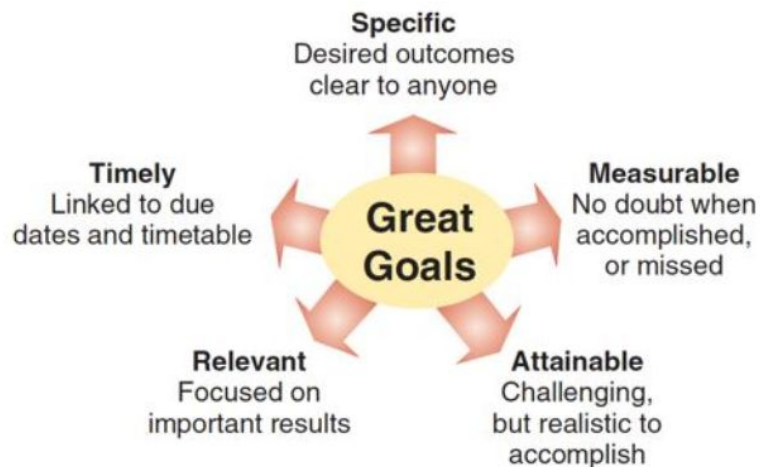 Specific
Desired outcomes
clear to anyone
Timely
Linked to due
dates and timetable
Great
Goals
Measurable
No doubt when
accomplished,
or missed
Relevant
Focused on
important results
Attainable
Challenging,
but realistic to
accomplish